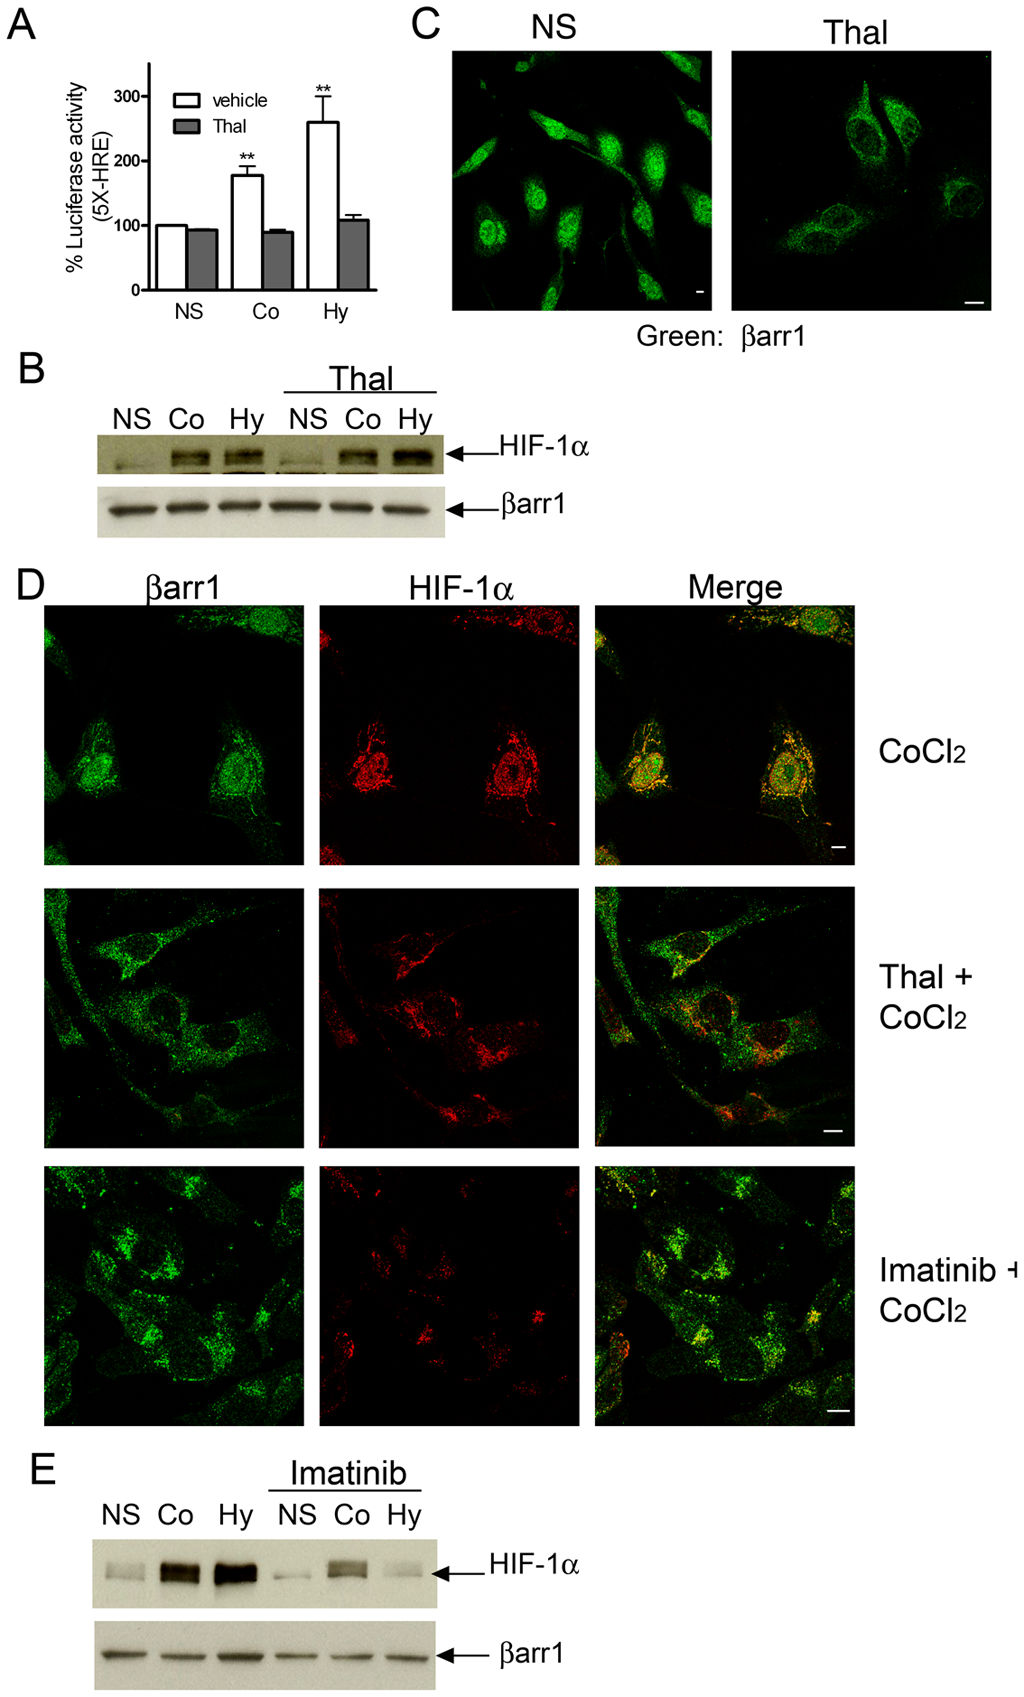 A
% Luciferase activity
(5X-HRE)
300
200
100
0
vehicle
Thal
**
**
NS Co Hy
C
NS Thal
Green: βarr1
B
Thal
NS Co Hy NS Co Hy
HIF-1α
βarr1
D
βarr1 HIF-1α Merge
CoCl2
Thal +
CoCl2
Imatinib +
CoCl2
E
Imatinib
NS Co Hy NS Co Hy
HIF-1α
βarr1